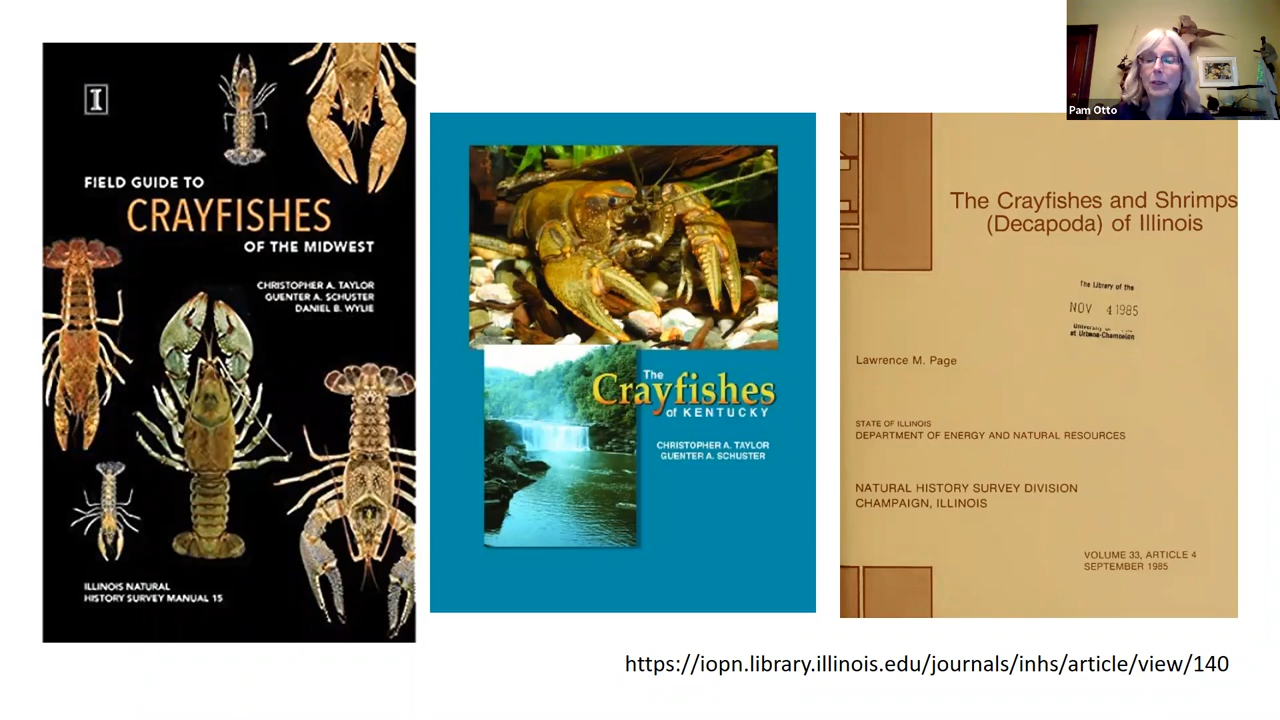 Pam Otto
I
FIELD GUIDE TO
CRAYFISHES
OF THE MIDWEST
CHRISTOPHER A. TAYLOR
GUENTER A. SCHUSTER
DANIEL B. WYLIE
ILLINOIS NATURAL
HISTORY SURVEY MANUAL 15
The
Crayfishes
of KENTUCKY
CHRISTOPHER A. TAYLOR
GUENTER A. SCHUSTER
The Crayfishes and Shrimps
(Decapoda) of Illinois
The Library of the
NOV 4 1985
University of
at Urbana-Champaign
Lawrence M. Page
STATE OF ILLINOIS
DEPARTMENT OF ENERGY AND NATURAL RESOURCES
NATURAL HISTORY SURVEY DIVISION
CHAMPAIGN, ILLINOIS
VOLUME 33, ARTICLE 4
SEPTEMBER 1985
https://iopn.library.illinois.edu/journals/inhs/article/view/140